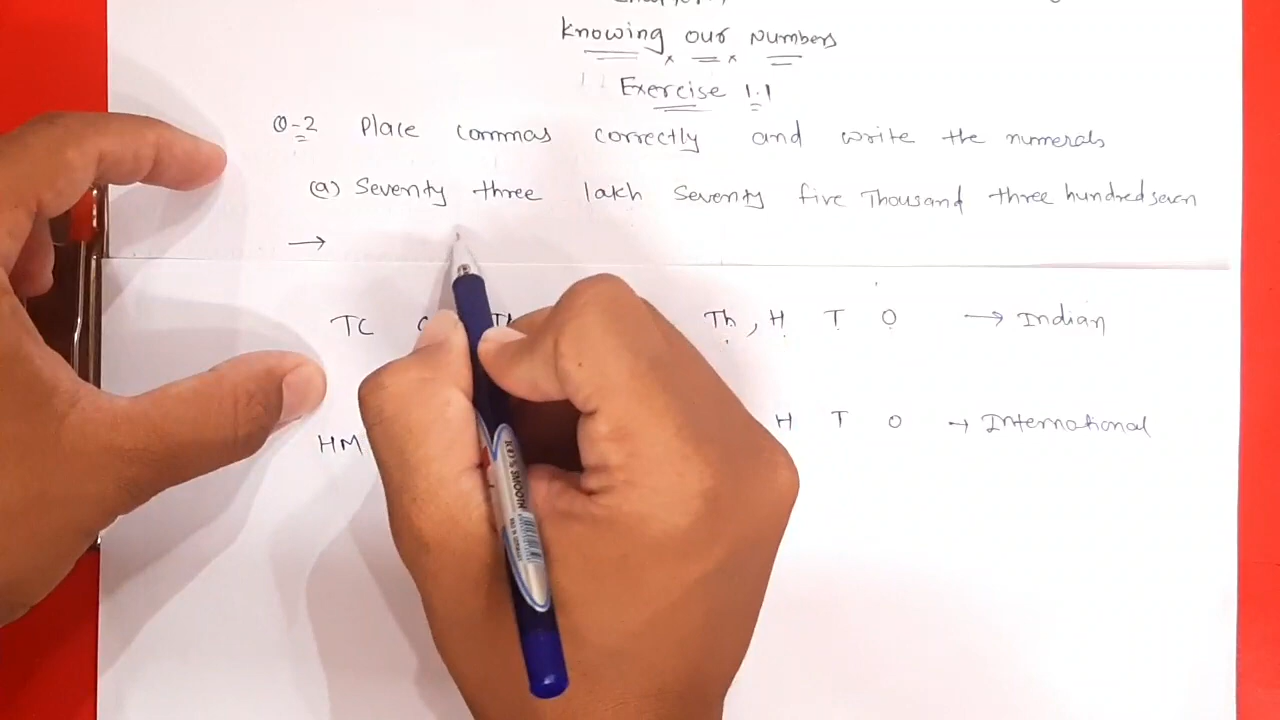 Knowing our Numbers
Exercise 1.1
Q-2 Place commas correctly and write the numerals
(a) Seventy three lakh seventy five Thousand three hundred seven
→
TC Th, H T O → Indian
HM H T O → International